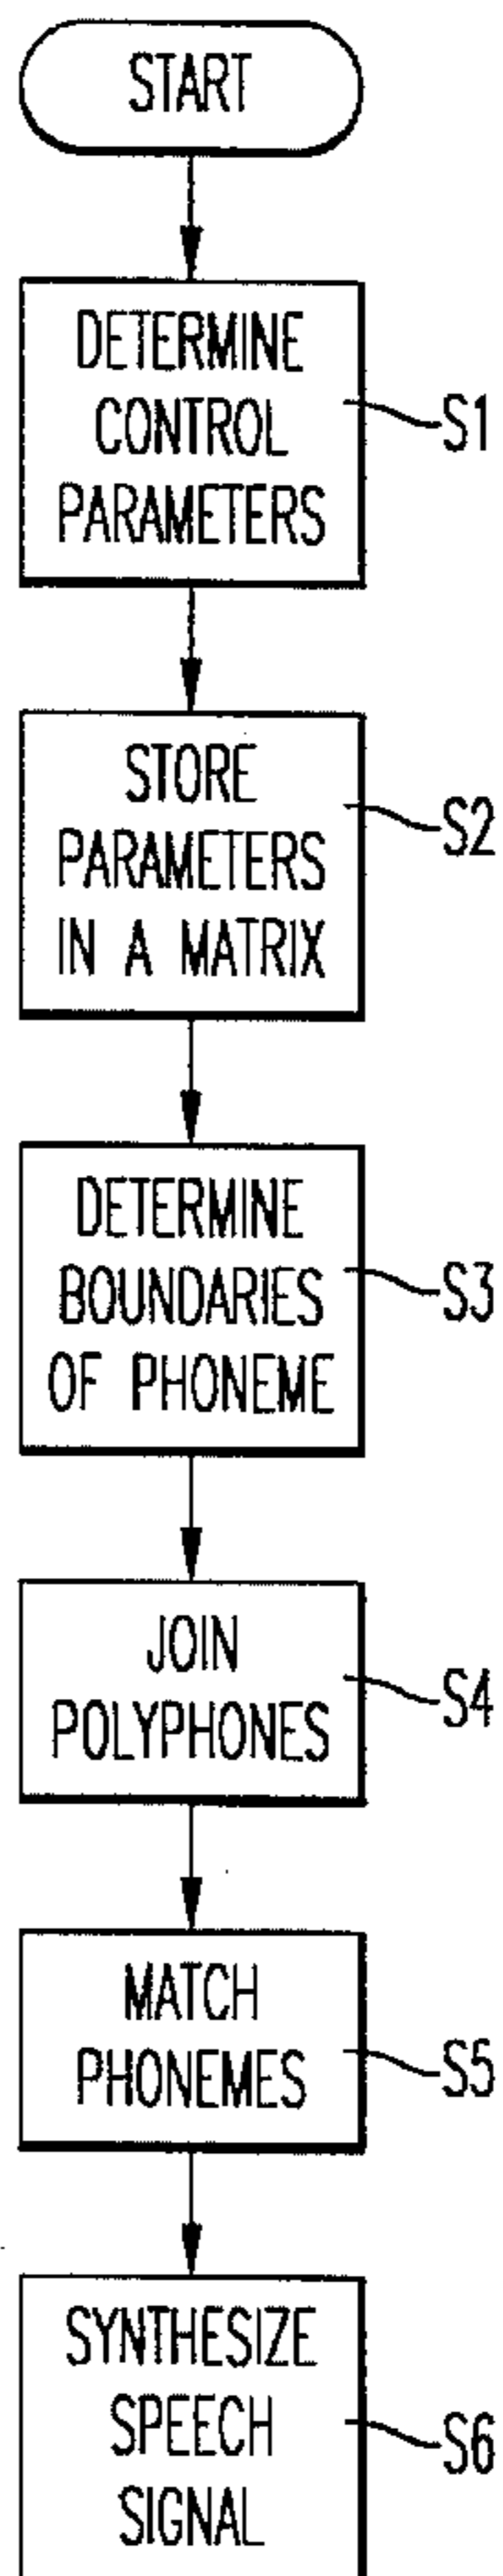 START
DETERMINE
CONTROL
PARAMETERS
S1
STORE
PARAMETERS
IN A MATRIX
S2
DETERMINE
BOUNDARIES
OF PHONEME
S3
JOIN
POLYPHONES
S4
MATCH
PHONEMES
S5
SYNTHESIZE
SPEECH
SIGNAL
S6